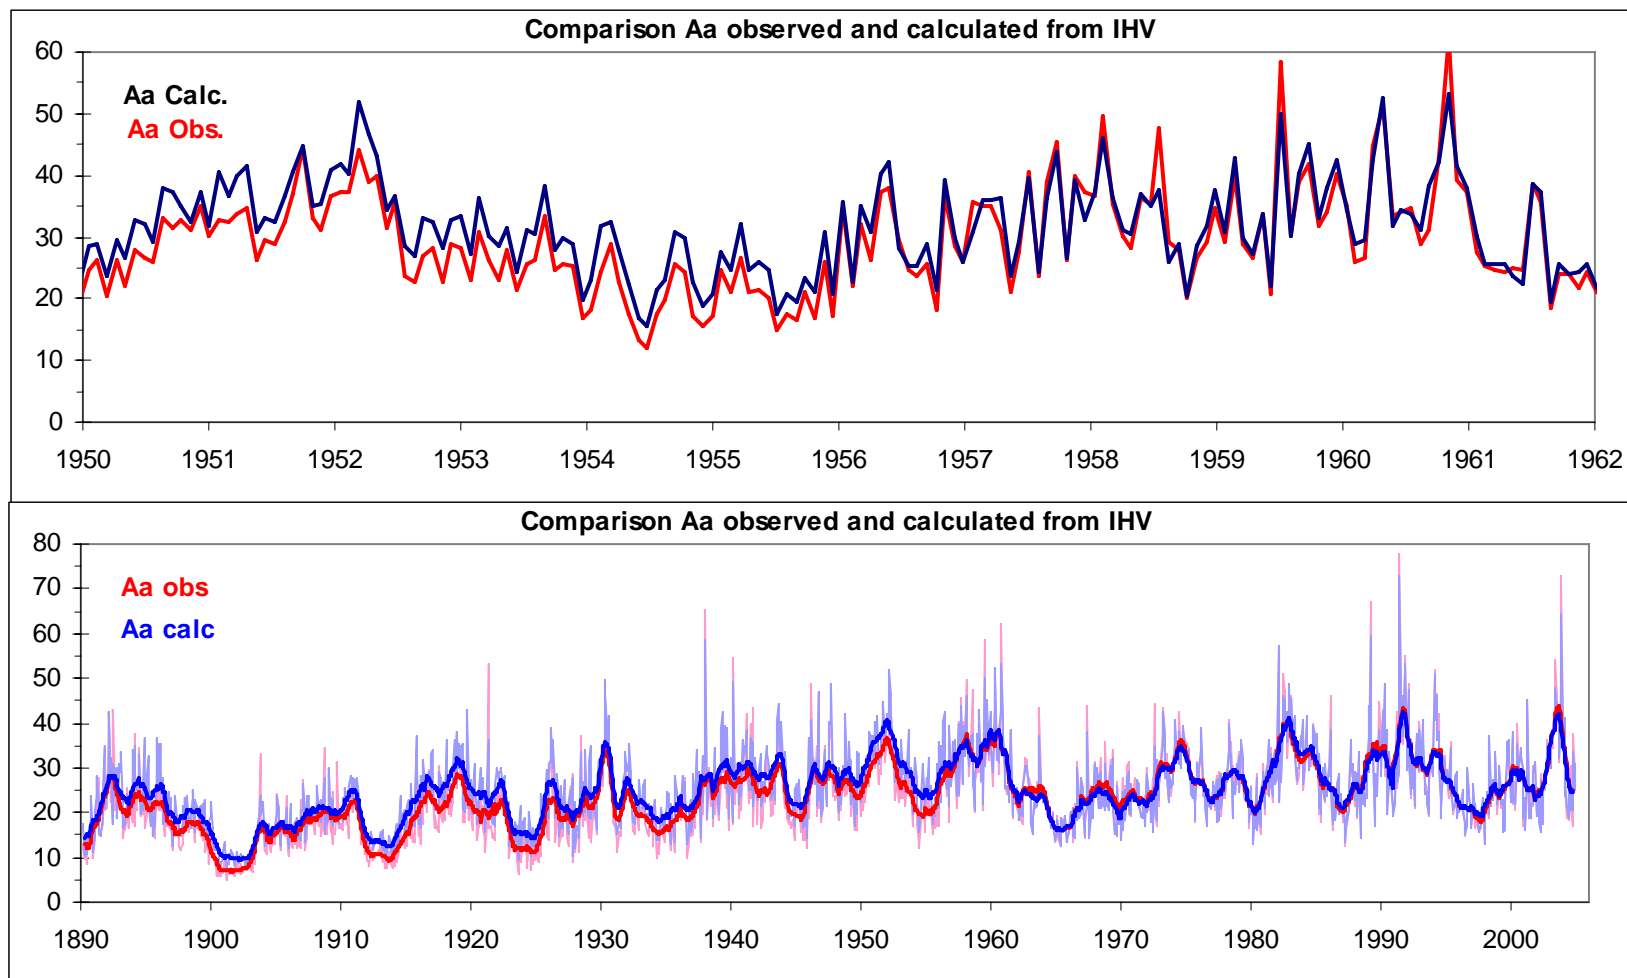 Comparison Aa observed and calculated from IHV
60
50
40
30
20
10
0
Aa Calc.
Aa Obs.
1950 1951 1952 1953 1954 1955 1956 1957 1958 1959 1960 1961 1962
Comparison Aa observed and calculated from IHV
80
70
60
50
40
30
20
10
0
Aa obs
Aa calc
1890 1900 1910 1920 1930 1940 1950 1960 1970 1980 1990 2000